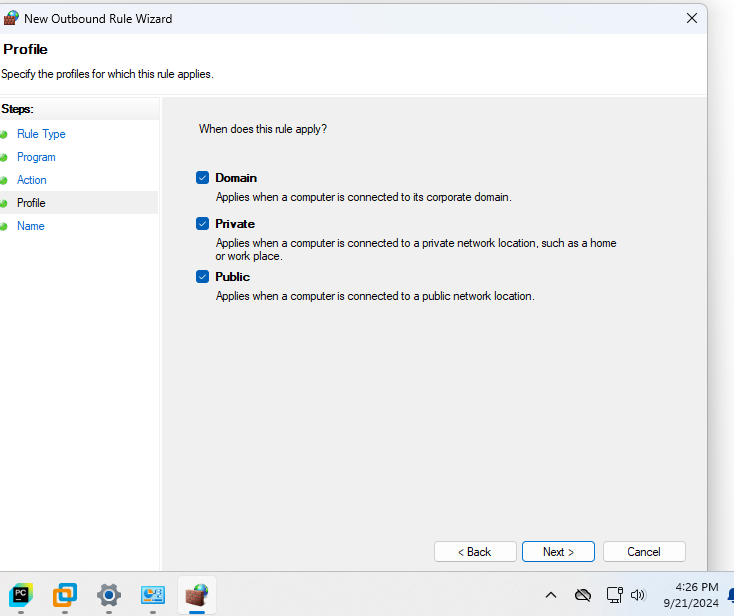 New Outbound Rule Wizard
Profile
Specify the profiles for which this rule applies.
Steps:
Rule Type
Program
Action
Profile
Name
When does this rule apply?
Domain
Applies when a computer is connected to its corporate domain.
Private
Applies when a computer is connected to a private network location, such as a home
or work place.
Public
Applies when a computer is connected to a public network location.
< Back
Next >
Cancel
PC
4:26 PM
9/21/2024